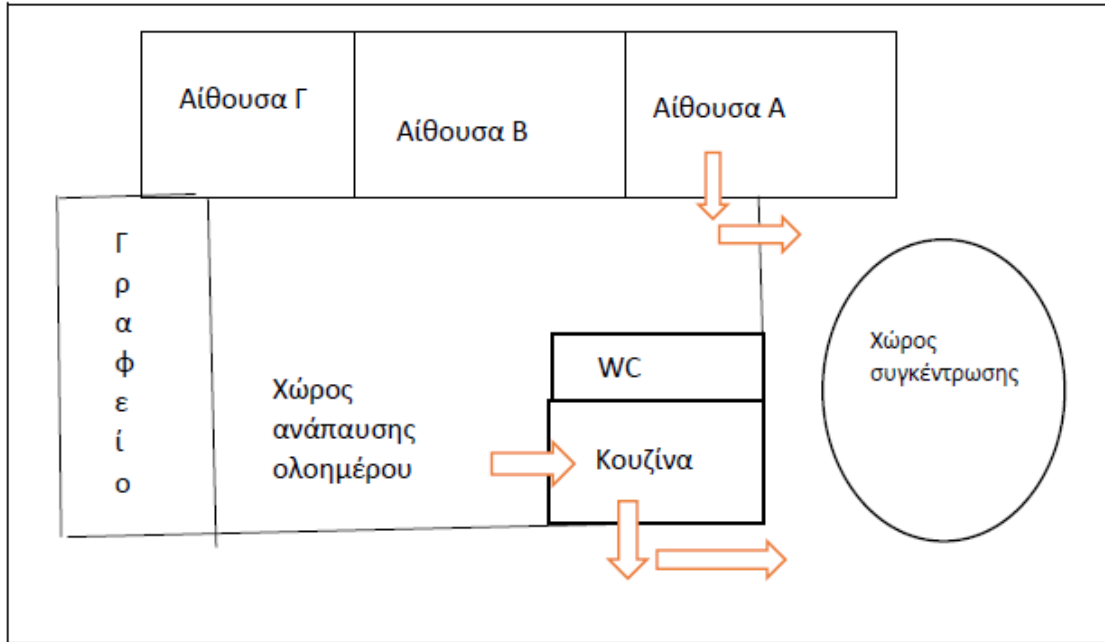 Αίθουσα Γ
Αίθουσα Β
Αίθουσα Α
Γ
ρ
α
φ
ε
ί
ο
Χώρος
ανάπαυσης
ολοημέρου
WC
Κουζίνα
Χώρος
συγκέντρωσης